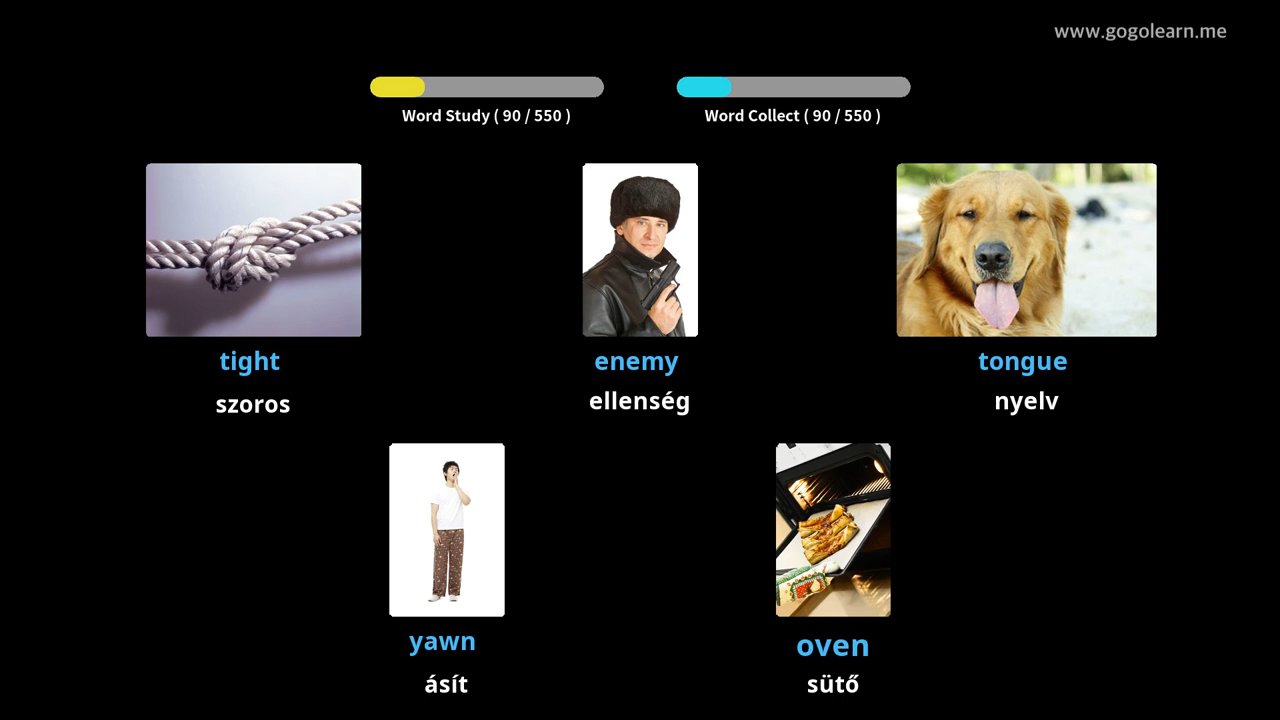 www.gogolearn.me
Word Study ( 90 / 550 )
Word Collect ( 90 / 550 )
tight
szoros
enemy
ellenség
tongue
nyelv
yawn
ásít
oven
sütő